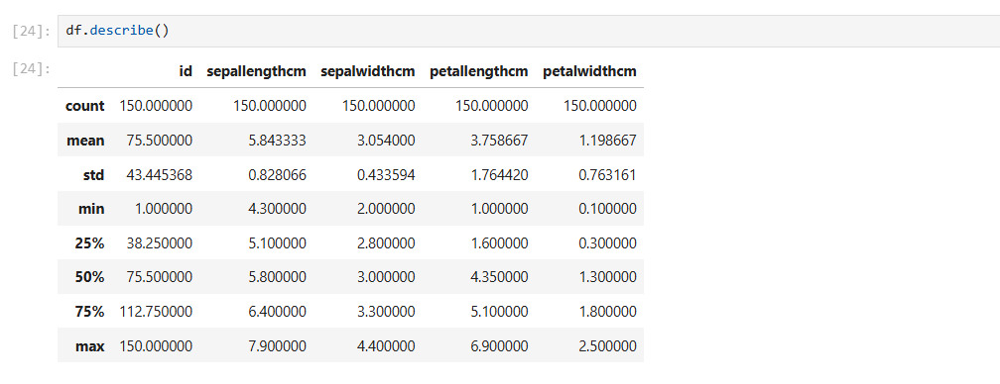 [24]: df.describe()
[24]:
id sepallengthcm sepalwidthcm petallengthcm petalwidthcm
count 150.000000 150.000000 150.000000 150.000000 150.000000
mean 75.500000 5.843333 3.054000 3.758667 1.198667
std 43.445368 0.828066 0.433594 1.764420 0.763161
min 1.000000 4.300000 2.000000 1.000000 0.100000
25% 38.250000 5.100000 2.800000 1.600000 0.300000
50% 75.500000 5.800000 3.000000 4.350000 1.300000
75% 112.750000 6.400000 3.300000 5.100000 1.800000
max 150.000000 7.900000 4.400000 6.900000 2.500000